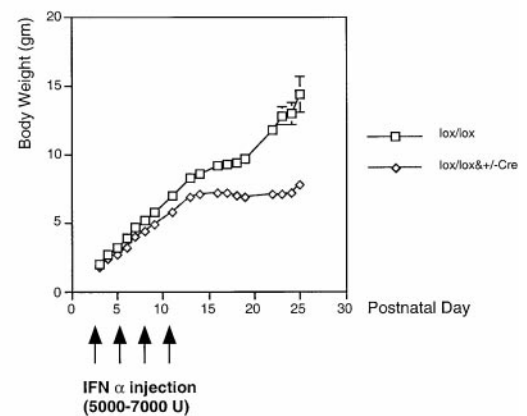 20
15
10
5
0
Body Weight (gm)
0 5 10 15 20 25 30
Postnatal Day
lox/lox
lox/lox&+/-Cre
IFN α injection
(5000-7000 U)